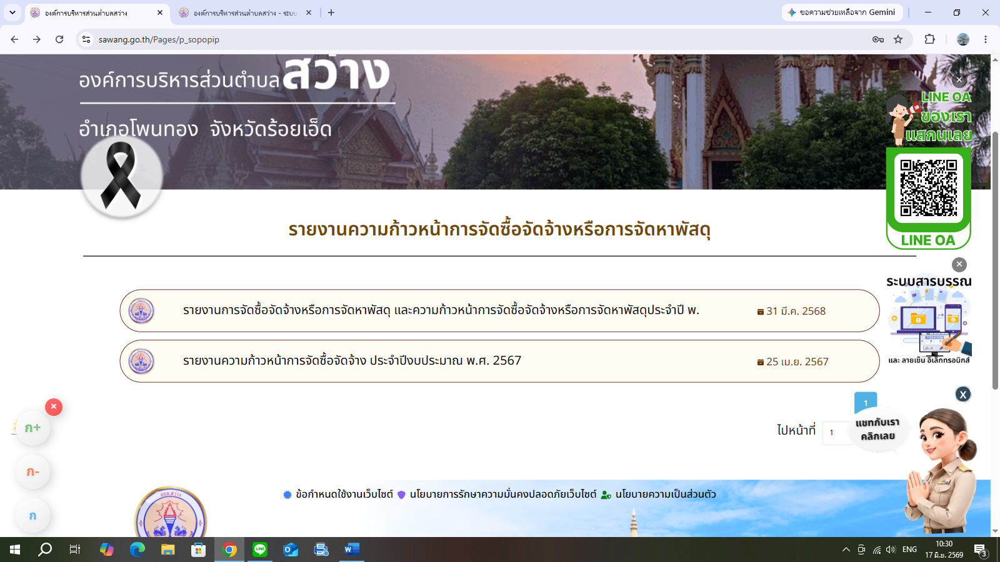 องค์การบริหารส่วนตำบลสว่าง
องค์การบริหารส่วนตำบลสว่าง - ระบบ
ขอความช่วยเหลือจาก Gemini
sawang.go.th/Pages/p_sopopip
องค์การบริหารส่วนตำบลสว่าง
อำเภอโพนทอง จังหวัดร้อยเอ็ด
LINE OA
ของเรา
แสกนเลย
LINE OA
รายงานความก้าวหน้าการจัดซื้อจัดจ้างหรือการจัดหาพัสดุ
ระบบสารบรรณ
และ ลายเซ็น อิเล็กทรอนิกส์
รายงานการจัดซื้อจัดจ้างหรือการจัดหาพัสดุ และความก้าวหน้าการจัดซื้อจัดจ้างหรือการจัดหาพัสดุประจำปี พ.
31 มี.ค. 2568
รายงานความก้าวหน้าการจัดซื้อจัดจ้าง ประจำปีงบประมาณ พ.ศ. 2567
25 เม.ย. 2567
X
1
ไปหน้าที่ 1
แชทกับเรา
คลิกเลย
ก+
ก-
ก
ข้อกำหนดใช้งานเว็บไซต์ นโยบายการรักษาความมั่นคงปลอดภัยเว็บไซต์ นโยบายความเป็นส่วนตัว
อบต.สว่าง
LINE
ENG
10:30
17 มิ.ย. 2569
3